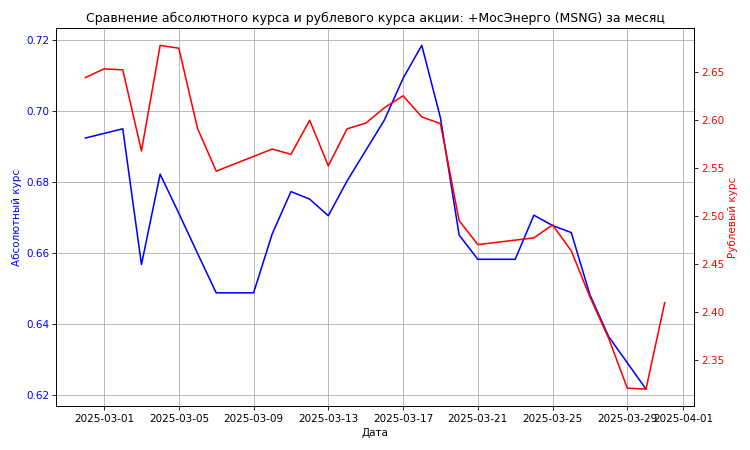 Сравнение абсолютного курса и рублевого курса акции: +МосЭнерго (MSNG) за месяц
Абсолютный курс
0.72
0.70
0.68
0.66
0.64
0.62
2.65
2.60
2.55
2.50
2.45
2.40
2.35
Рублевый курс
2025-03-01 2025-03-05 2025-03-09 2025-03-13 2025-03-17 2025-03-21 2025-03-25 2025-03-29 2025-04-01
Дата